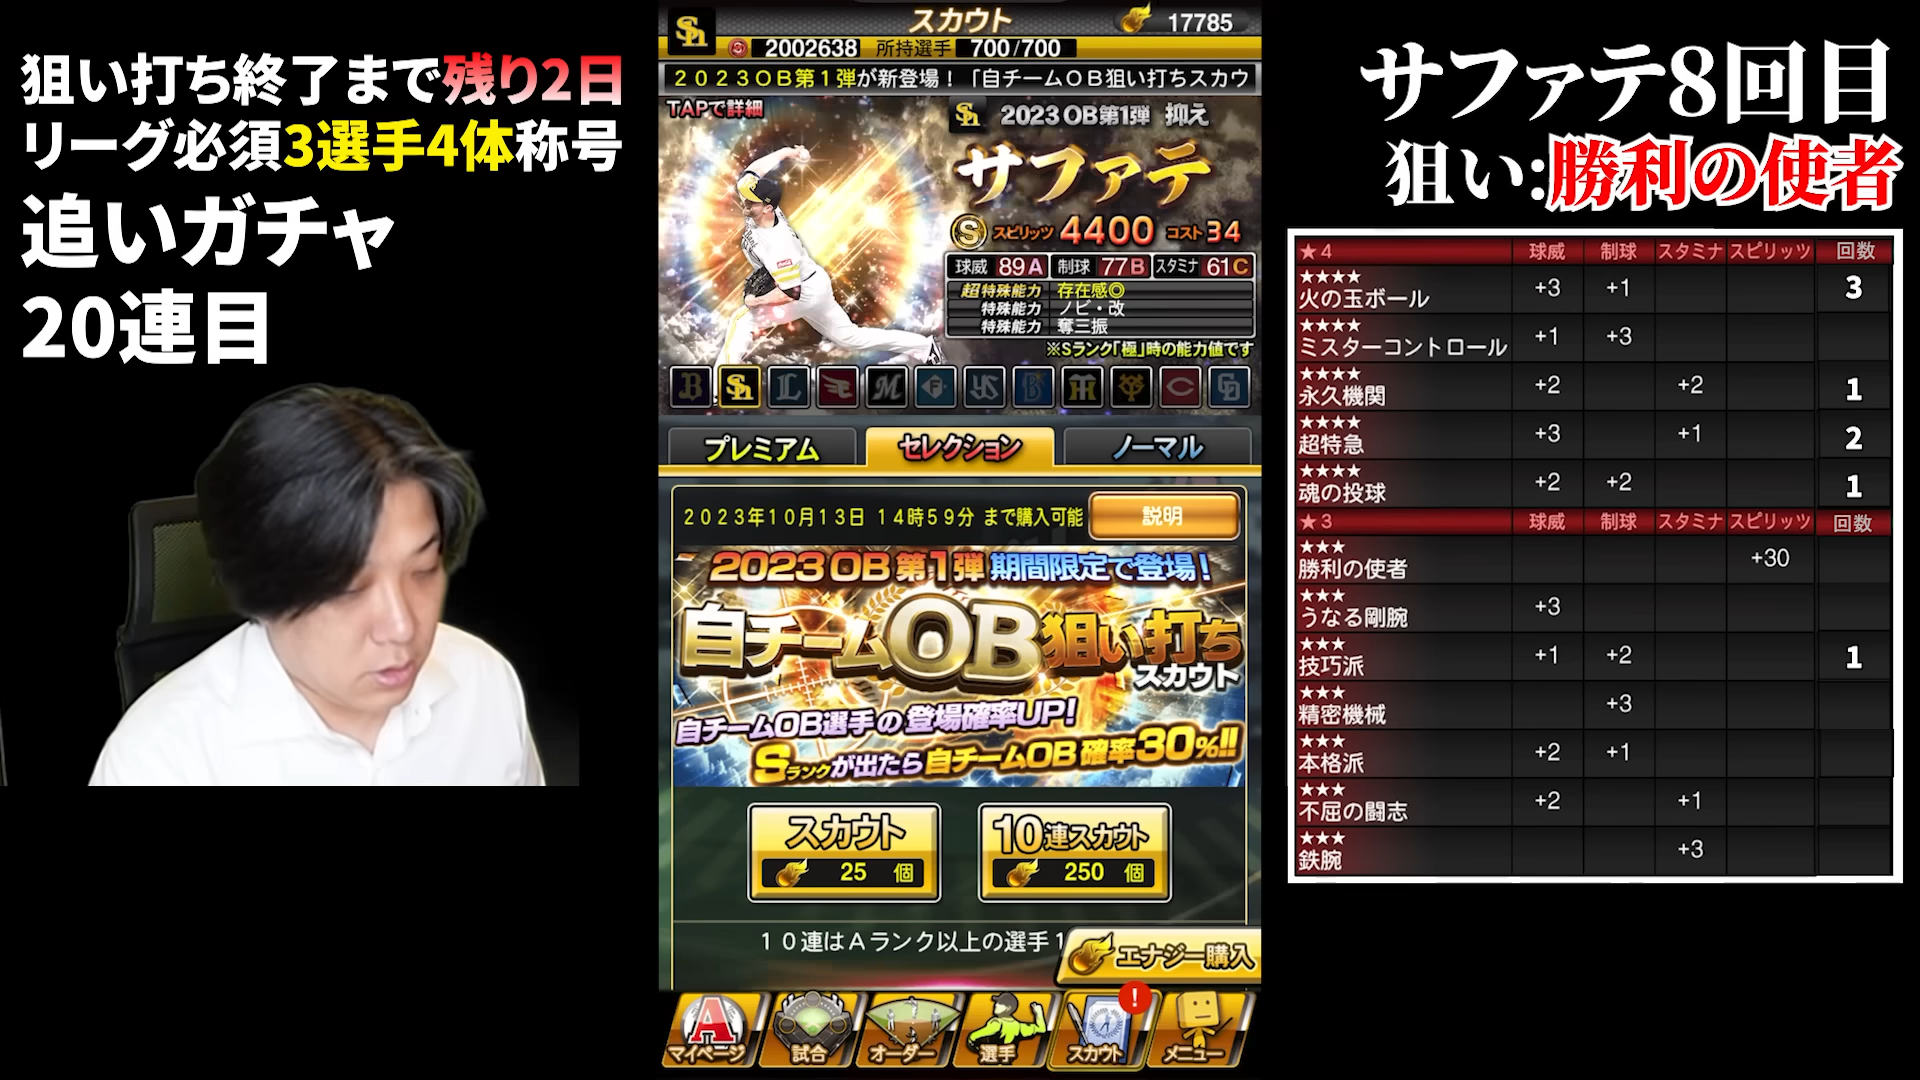 狙い打ち終了まで残り2日
リーグ必須3選手4体称号
追いガチャ
20連目
スカウト
17785
2002638 所持選手 700/700
2023OB第1弾が新登場！「自チームOB狙い打ちスカウ
TAPで詳細
2023 OB第1弾 抑え
サファテ
S スピリッツ 4400 コスト 34
球威 89 A 制球 77 B スタミナ 61 C
超特殊能力 存在感◎
特殊能力 ノビ・改
特殊能力 奪三振
※Sランク「極」時の能力値です
プレミアム
セレクション
ノーマル
2023年10月13日 14時59分 まで購入可能
説明
2023 OB 第1弾 期間限定で登場！
自チームOB狙い打ち
スカウト
自チームOB選手の登場確率UP！
Sランクが出たら自チームOB確率30%!!
スカウト
25 個
10連スカウト
250 個
10連はAランク以上の選手1
エナジー購入
マイページ
試合
オーダー
選手
スカウト
!
メニュー
サファテ8回目
狙い:勝利の使者
★4 球威 制球 スタミナ スピリッツ 回数
★★★★
火の玉ボール +3 +1 3
★★★★
ミスターコントロール +1 +3
★★★★
永久機関 +2 +2 1
★★★★
超特急 +3 +1 2
★★★★
魂の投球 +2 +2 1
★3 球威 制球 スタミナ スピリッツ 回数
★★★
勝利の使者 +30
★★★
うなる剛腕 +3
★★★
技巧派 +1 +2 1
★★★
精密機械 +3
★★★
本格派 +2 +1
★★★
不屈の闘志 +2 +1
★★★
鉄腕 +3